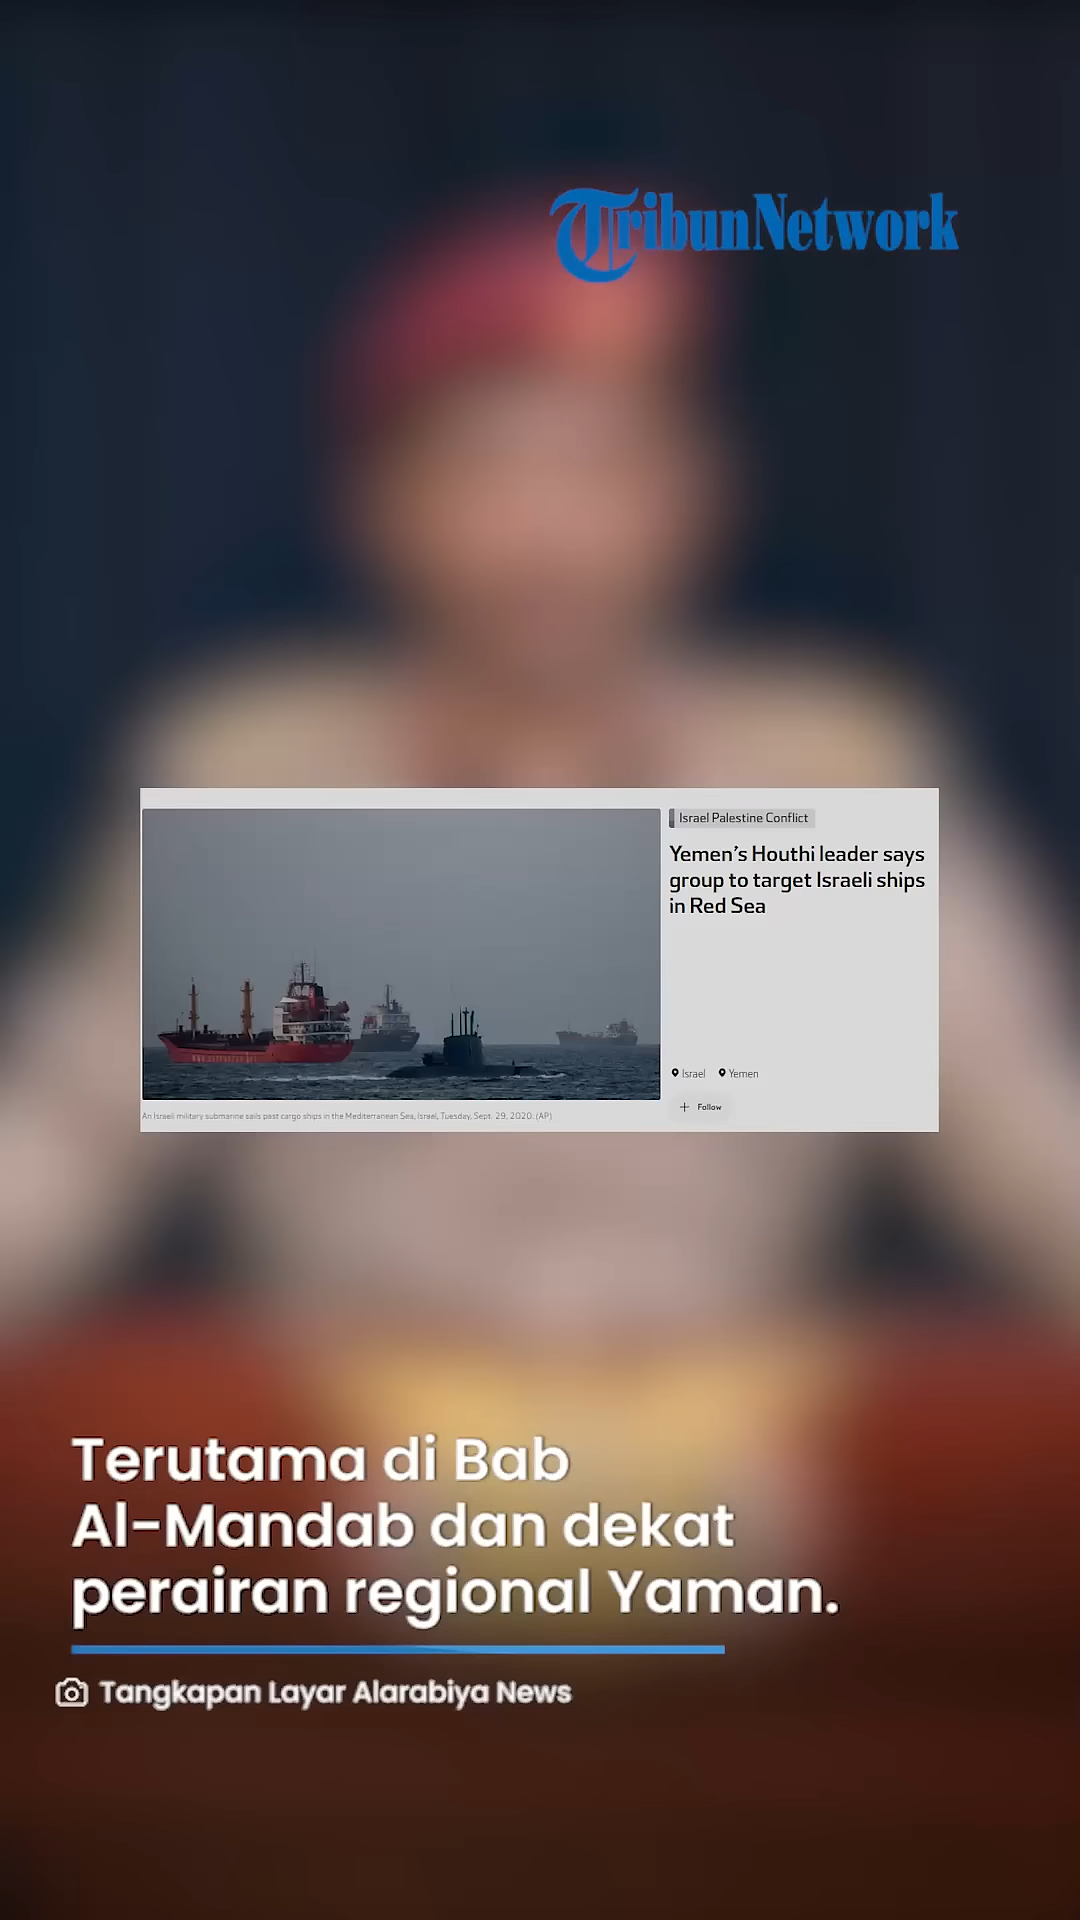 TribunNetwork
Israel Palestine Conflict
Yemen's Houthi leader says
group to target Israeli ships
in Red Sea
Israel Yemen
+ Follow
An Israeli military submarine sails past cargo ships in the Mediterranean Sea, Israel, Tuesday, Sept. 29, 2020. (AP)
Terutama di Bab
Al-Mandab dan dekat
perairan regional Yaman.
Tangkapan Layar Alarabiya News